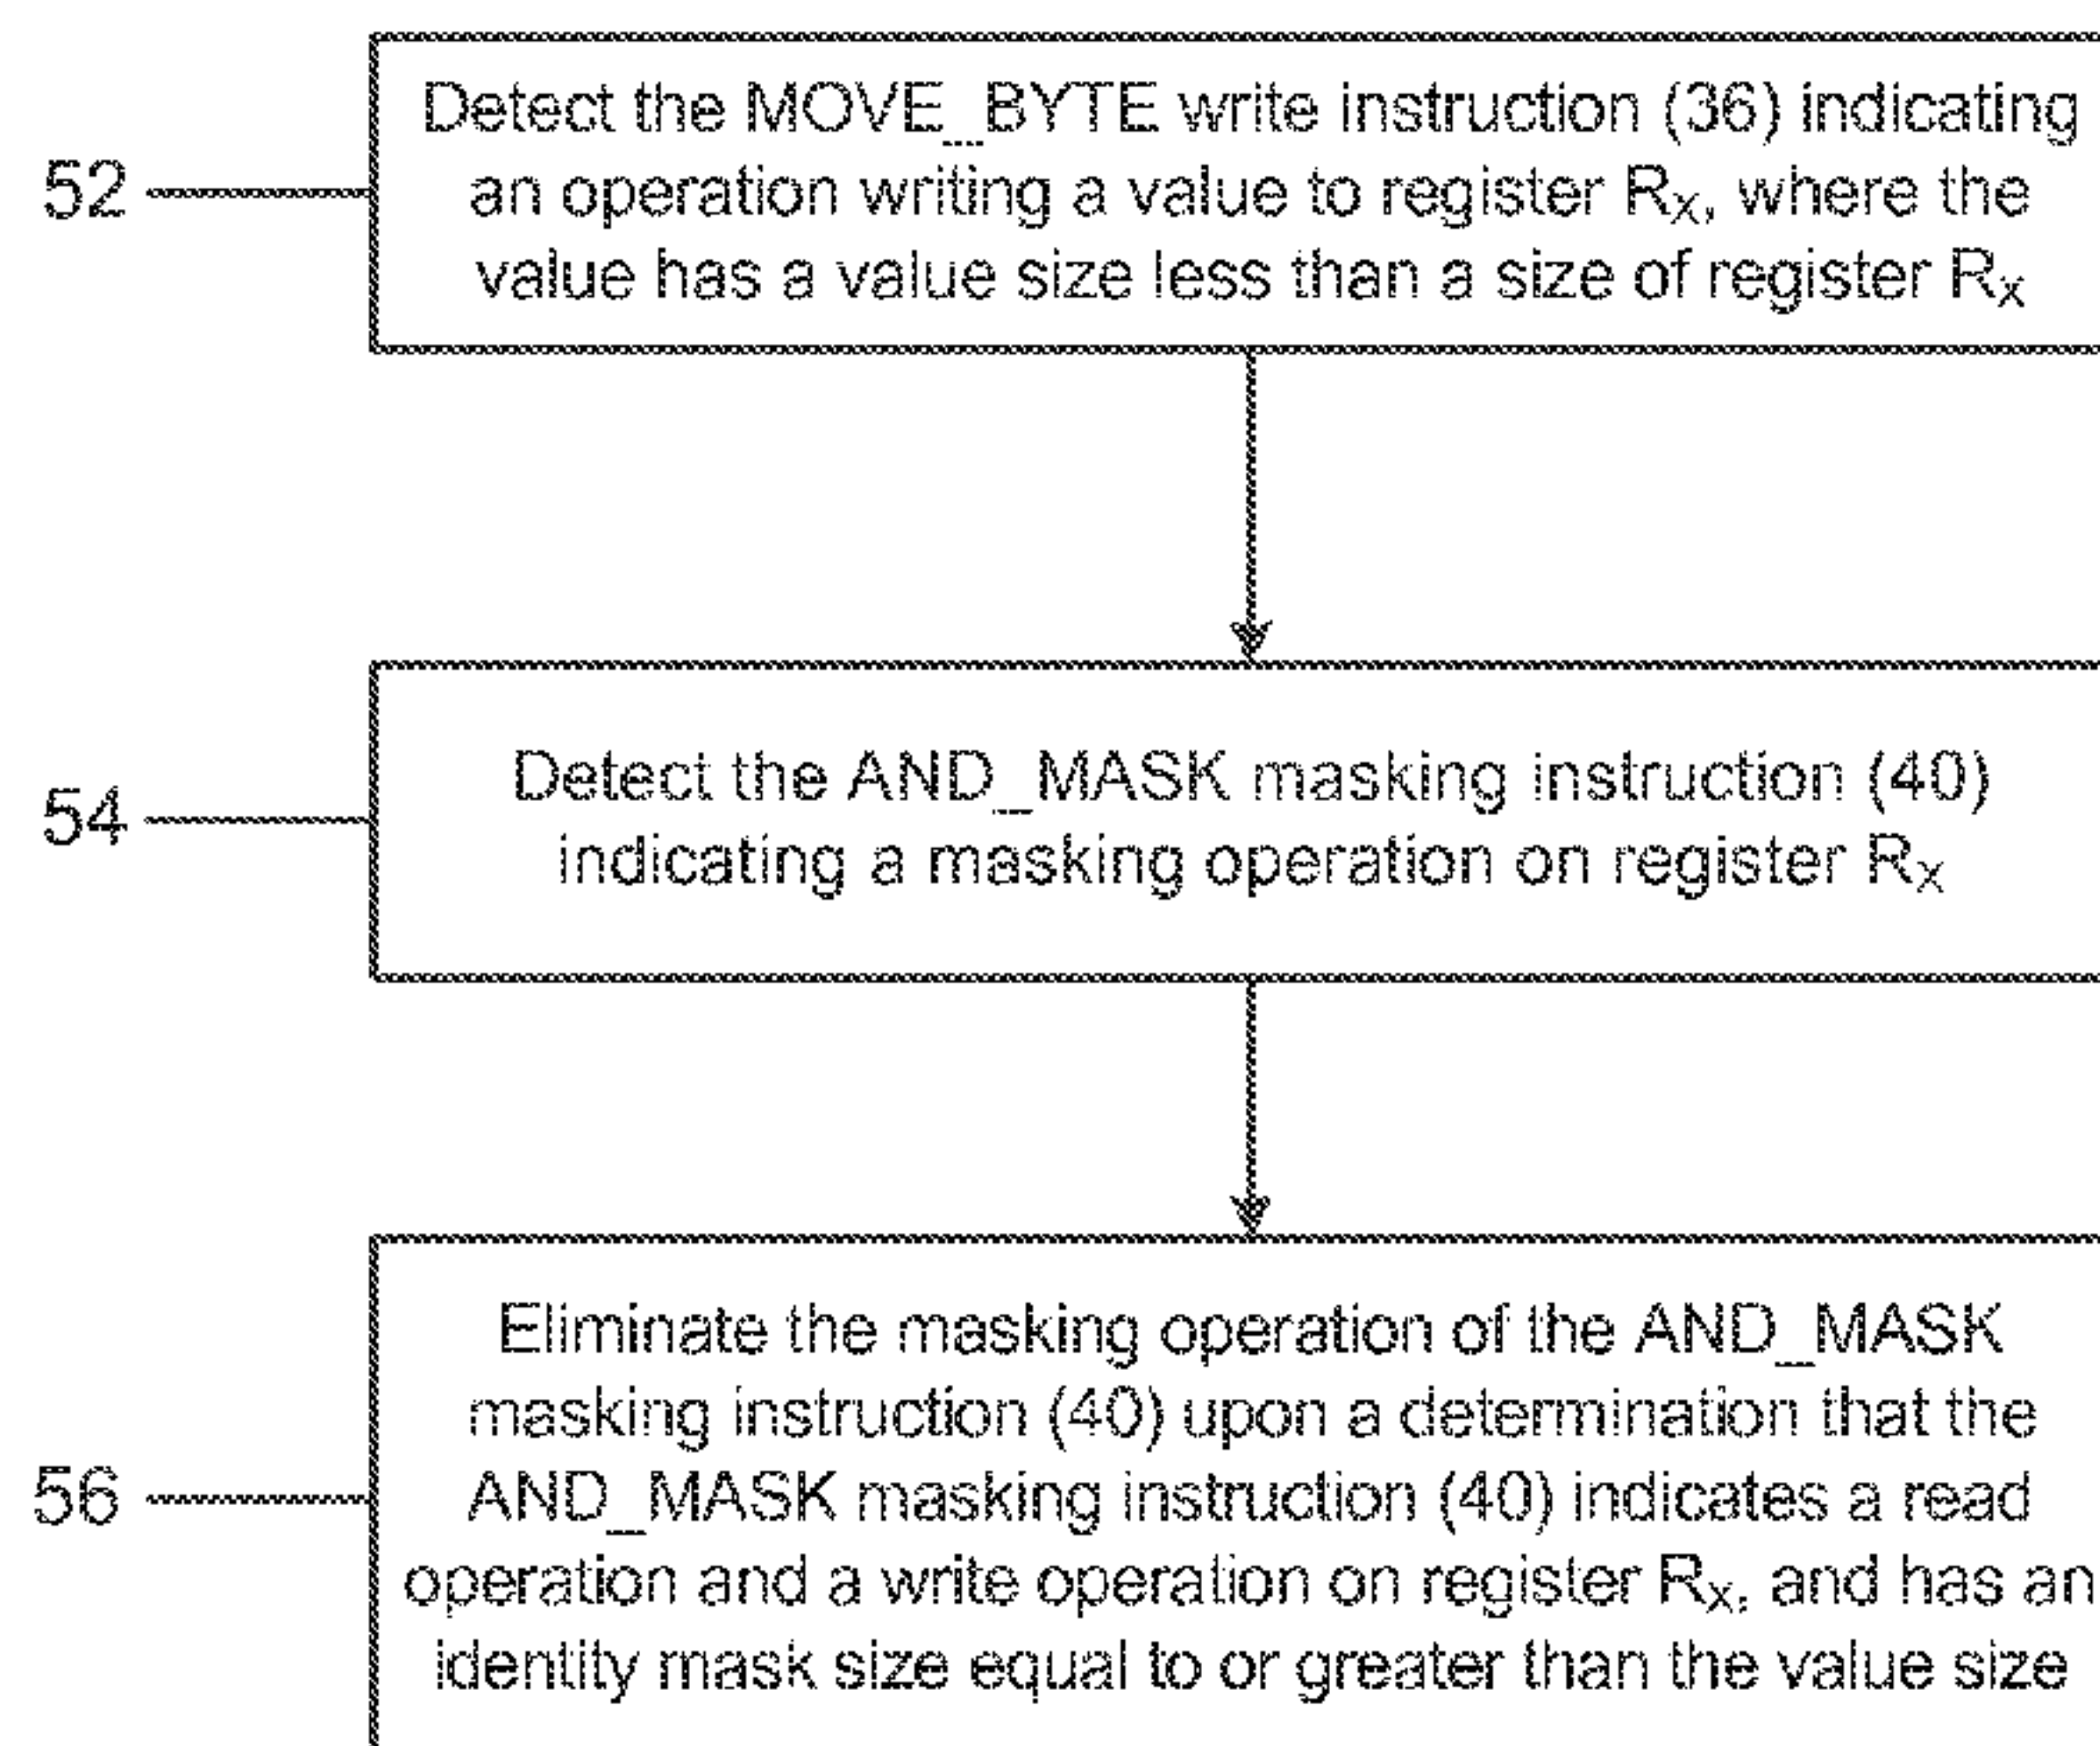 52
Detect the MOVE_BYTE write instruction (36) indicating
an operation writing a value to register RX, where the
value has a value size less than a size of register RX
54
Detect the AND_MASK masking instruction (40)
indicating a masking operation on register RX
56
Eliminate the masking operation of the AND_MASK
masking instruction (40) upon a determination that the
AND_MASK masking instruction (40) indicates a read
operation and a write operation on register RX, and has an
identity mask size equal to or greater than the value size